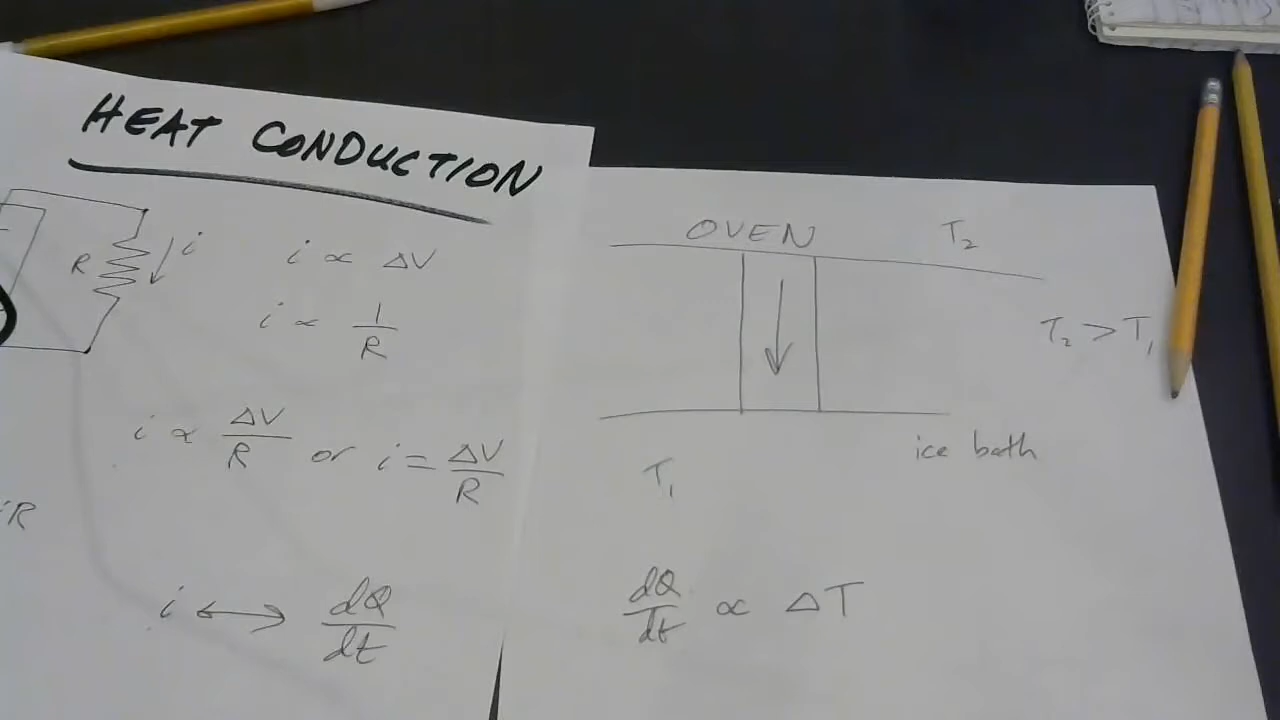 HEAT CONDUCTION
R i
i ∝ ΔV
i ∝ 1/R
i ∝ ΔV/R or i = ΔV/R
iR
i ↔ dQ/dt
OVEN T₂
T₂ > T₁
ice bath
T₁
dQ/dt ∝ ΔT